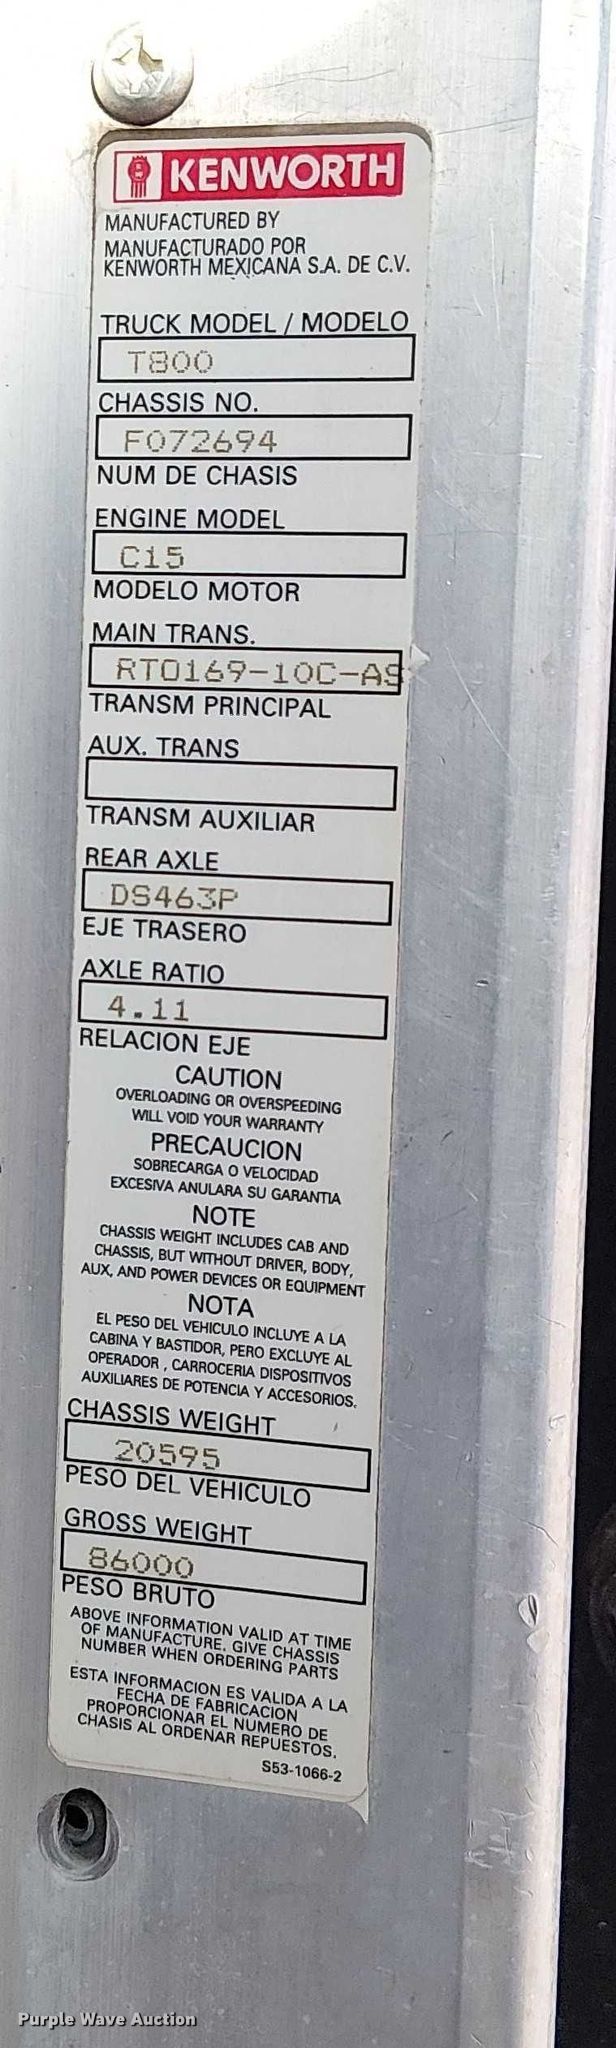 KENWORTH
MANUFACTURED BY
MANUFACTURADO POR
KENWORTH MEXICANA S.A. DE C.V.
TRUCK MODEL / MODELO
T800
CHASSIS NO.
F072694
NUM DE CHASIS
ENGINE MODEL
C15
MODELO MOTOR
MAIN TRANS.
RTO169-10C-AS
TRANSM PRINCIPAL
AUX. TRANS
TRANSM AUXILIAR
REAR AXLE
DS463P
EJE TRASERO
AXLE RATIO
4.11
RELACION EJE
CAUTION
OVERLOADING OR OVERSPEEDING
WILL VOID YOUR WARRANTY
PRECAUCION
SOBRECARGA O VELOCIDAD
EXCESIVA ANULARA SU GARANTIA
NOTE
CHASSIS WEIGHT INCLUDES CAB AND
CHASSIS, BUT WITHOUT DRIVER, BODY,
AUX, AND POWER DEVICES OR EQUIPMENT
NOTA
EL PESO DEL VEHICULO INCLUYE A LA
CABINA Y BASTIDOR, PERO EXCLUYE AL
OPERADOR , CARROCERIA DISPOSITIVOS
AUXILIARES DE POTENCIA Y ACCESORIOS.
CHASSIS WEIGHT
20595
PESO DEL VEHICULO
GROSS WEIGHT
86000
PESO BRUTO
ABOVE INFORMATION VALID AT TIME
OF MANUFACTURE. GIVE CHASSIS
NUMBER WHEN ORDERING PARTS
ESTA INFORMACION ES VALIDA A LA
FECHA DE FABRICACION
PROPORCIONAR EL NUMERO DE
CHASIS AL ORDENAR REPUESTOS.
S53-1066-2
Purple Wave Auction